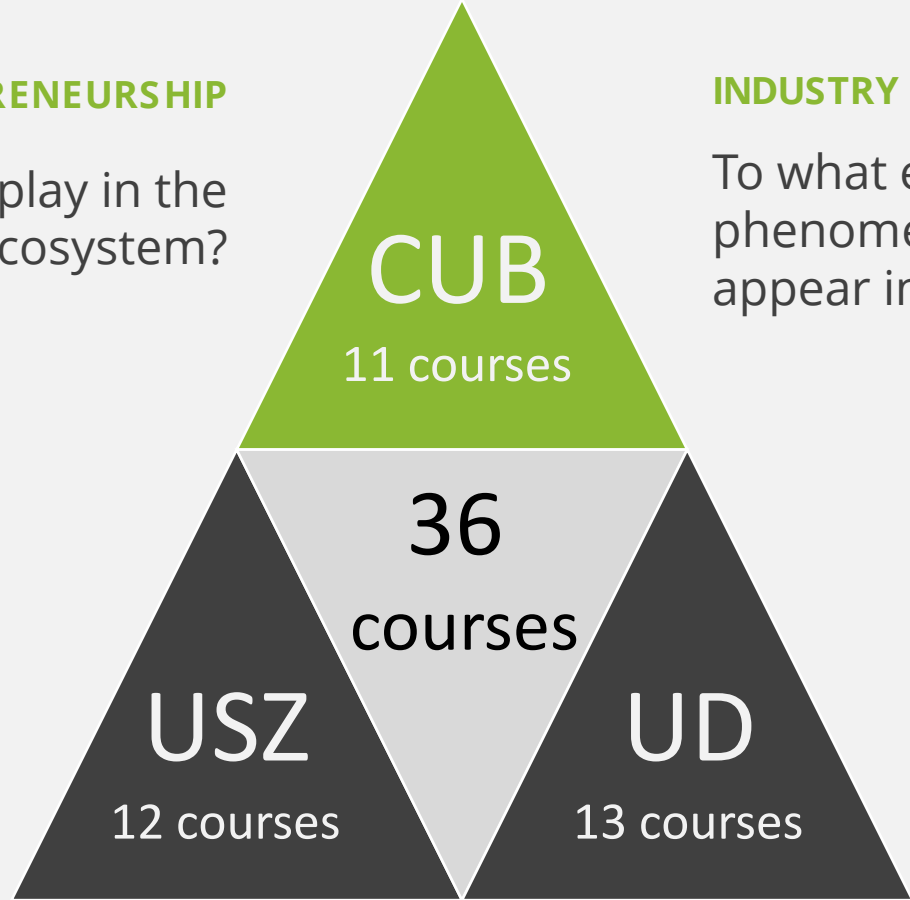 RENEURSHIP
play in the
cosystem?
INDUSTRY
To what e
phenome
appear in
CUB
11 courses
36
courses
USZ
12 courses
UD
13 courses